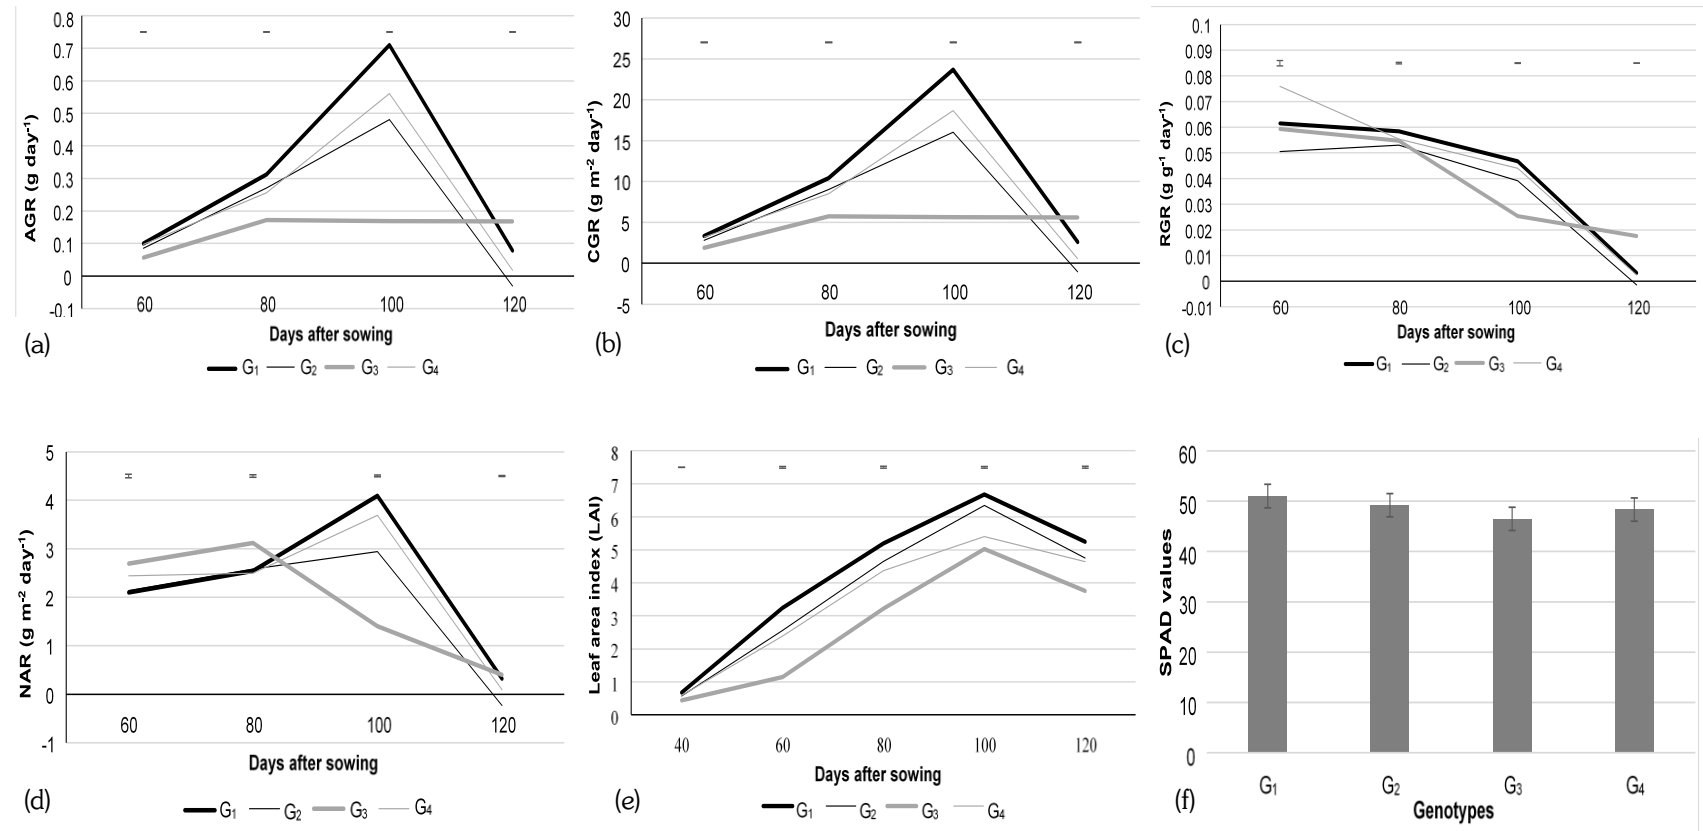 0.8
0.7
0.6
0.5
0.4
0.3
0.2
0.1
0
-0.1
AGR (g day⁻¹)
60 80 100 120
Days after sowing
(a)
G₁ G₂ G₃ G₄
30
25
20
15
10
5
0
-5
CGR (g m⁻² day⁻¹)
60 80 100 120
Days after sowing
(b)
G₁ G₂ G₃ G₄
0.1
0.09
0.08
0.07
0.06
0.05
0.04
0.03
0.02
0.01
0
-0.01
RGR (g g⁻¹ day⁻¹)
60 80 100 120
Days after sowing
(c)
G₁ G₂ G₃ G₄
5
4
3
2
1
0
-1
NAR (g m⁻² day⁻¹)
60 80 100 120
Days after sowing
(d)
G₁ G₂ G₃ G₄
8
7
6
5
4
3
2
1
0
Leaf area index (LAI)
40 60 80 100 120
Days after sowing
(e)
G₁ G₂ G₃ G₄
60
50
40
30
20
10
0
SPAD values
G₁ G₂ G₃ G₄
Genotypes
(f)